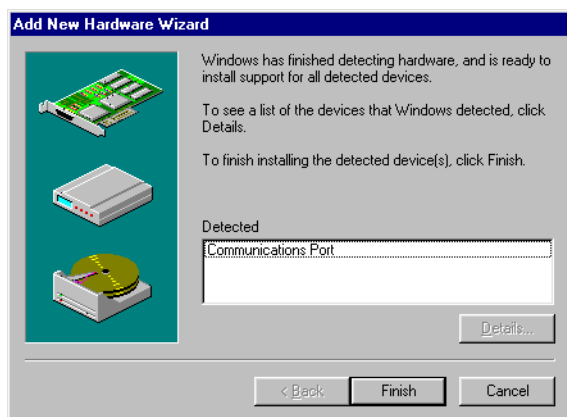 Add New Hardware Wizard
Windows has finished detecting hardware, and is ready to
install support for all detected devices.
To see a list of the devices that Windows detected, click
Details.
To finish installing the detected device(s), click Finish.
Detected
Communications Port
Details...
< Back
Finish
Cancel